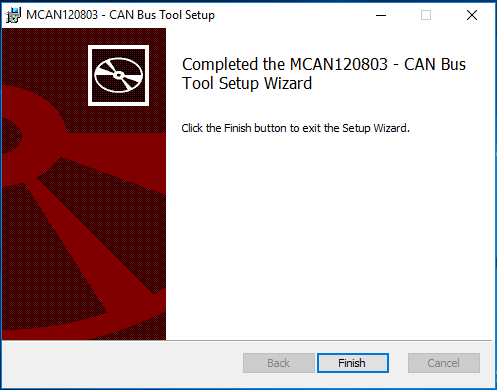 MCAN120803 - CAN Bus Tool Setup
Completed the MCAN120803 - CAN Bus
Tool Setup Wizard
Click the Finish button to exit the Setup Wizard.
Back
Finish
Cancel